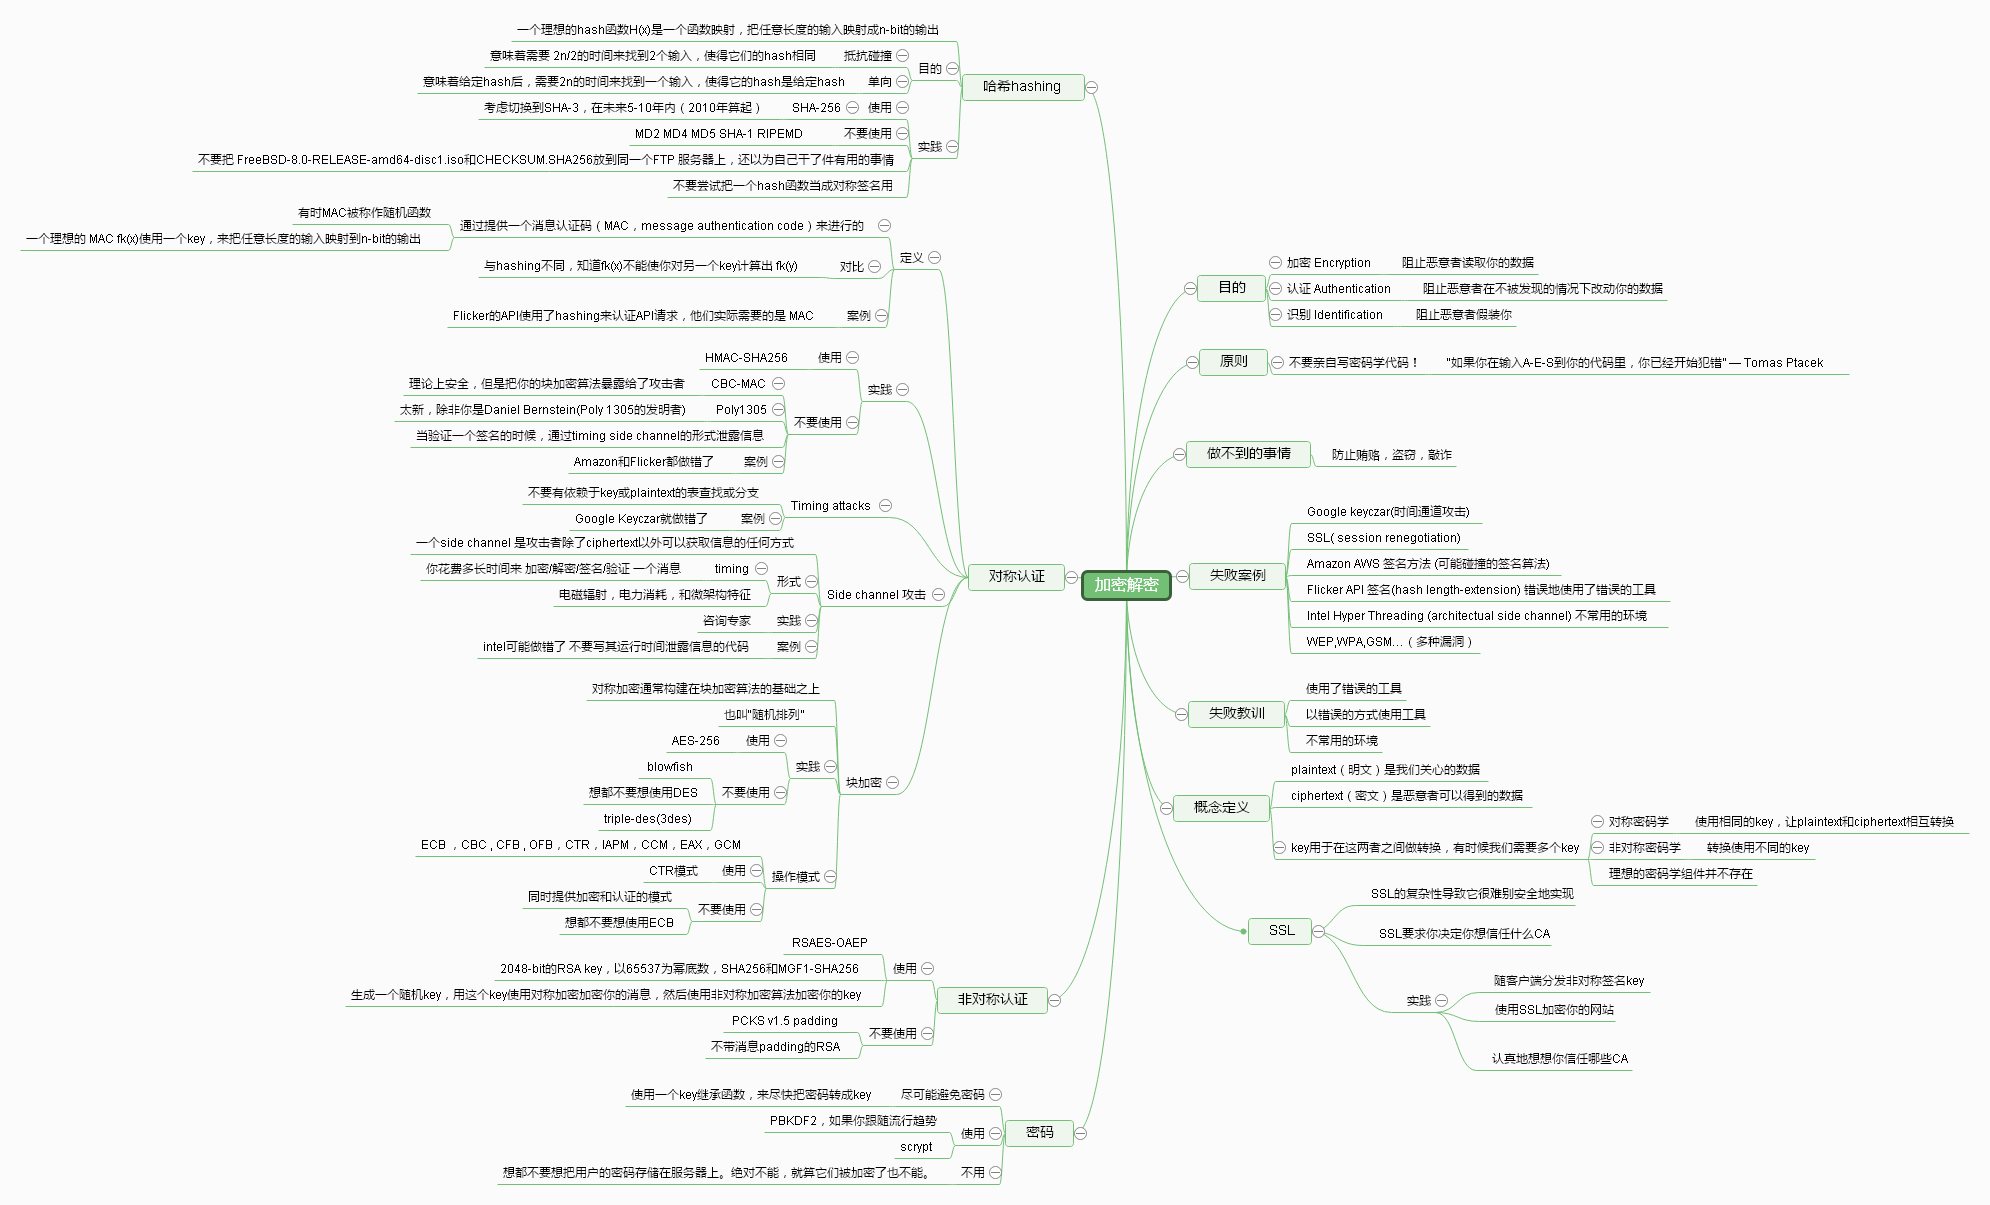 加密解密
目的
加密 Encryption
阻止恶意者读取你的数据
认证 Authentication
阻止恶意者在不被发现的情况下改动你的数据
识别 Identification
阻止恶意者假装你
原则
不要亲自写密码学代码！
"如果你在输入A-E-S到你的代码里，你已经开始犯错" — Tomas Ptacek
做不到的事情
防止贿赂，盗窃，敲诈
失败案例
Google keyczar(时间通道攻击)
SSL( session renegotiation)
Amazon AWS 签名方法 (可能碰撞的签名算法)
Flicker API 签名(hash length-extension) 错误地使用了错误的工具
Intel Hyper Threading (architectual side channel) 不常用的环境
WEP,WPA,GSM…（多种漏洞）
失败教训
使用了错误的工具
以错误的方式使用工具
不常用的环境
概念定义
plaintext（明文）是我们关心的数据
ciphertext（密文）是恶意者可以得到的数据
key用于在这两者之间做转换，有时候我们需要多个key
对称密码学
使用相同的key，让plaintext和ciphertext相互转换
非对称密码学
转换使用不同的key
理想的密码学组件并不存在
SSL
SSL的复杂性导致它很难别安全地实现
SSL要求你决定你想信任什么CA
实践
随客户端分发非对称签名key
使用SSL加密你的网站
认真地想想你信任哪些CA
哈希hashing
一个理想的hash函数H(x)是一个函数映射，把任意长度的输入映射成n-bit的输出
目的
抵抗碰撞
意味着需要 2n/2的时间来找到2个输入，使得它们的hash相同
单向
意味着给定hash后，需要2n的时间来找到一个输入，使得它的hash是给定hash
实践
使用
SHA-256
考虑切换到SHA-3，在未来5-10年内（2010年算起）
不要使用
MD2 MD4 MD5 SHA-1 RIPEMD
不要把 FreeBSD-8.0-RELEASE-amd64-disc1.iso和CHECKSUM.SHA256放到同一个FTP 服务器上，还以为自己干了件有用的事情
不要尝试把一个hash函数当成对称签名用
对称认证
定义
通过提供一个消息认证码（MAC，message authentication code）来进行的
有时MAC被称作随机函数
一个理想的 MAC fk(x)使用一个key，来把任意长度的输入映射到n-bit的输出
对比
与hashing不同，知道fk(x)不能使你对另一个key计算出 fk(y)
案例
Flicker的API使用了hashing来认证API请求，他们实际需要的是 MAC
实践
使用
HMAC-SHA256
不要使用
CBC-MAC
理论上安全，但是把你的块加密算法暴露给了攻击者
Poly1305
太新，除非你是Daniel Bernstein(Poly 1305的发明者)
当验证一个签名的时候，通过timing side channel的形式泄露信息
案例
Amazon和Flicker都做错了
Timing attacks
不要有依赖于key或plaintext的表查找或分支
案例
Google Keyczar就做错了
Side channel 攻击
一个side channel 是攻击者除了ciphertext以外可以获取信息的任何方式
形式
timing
你花费多长时间来 加密/解密/签名/验证 一个消息
电磁辐射，电力消耗，和微架构特征
实践
咨询专家
案例
intel可能做错了 不要写其运行时间泄露信息的代码
块加密
对称加密通常构建在块加密算法的基础之上
也叫"随机排列"
实践
使用
AES-256
不要使用
blowfish
想都不要想使用DES
triple-des(3des)
操作模式
ECB ，CBC , CFB , OFB，CTR，IAPM，CCM，EAX，GCM
使用
CTR模式
不要使用
同时提供加密和认证的模式
想都不要想使用ECB
非对称认证
使用
RSAES-OAEP
2048-bit的RSA key，以65537为幂底数，SHA256和MGF1-SHA256
生成一个随机key，用这个key使用对称加密加密你的消息，然后使用非对称加密算法加密你的key
不要使用
PCKS v1.5 padding
不带消息padding的RSA
密码
尽可能避免密码
使用一个key继承函数，来尽快把密码转成key
使用
PBKDF2，如果你跟随流行趋势
scrypt
不用
想都不要想把用户的密码存储在服务器上。绝对不能，就算它们被加密了也不能。